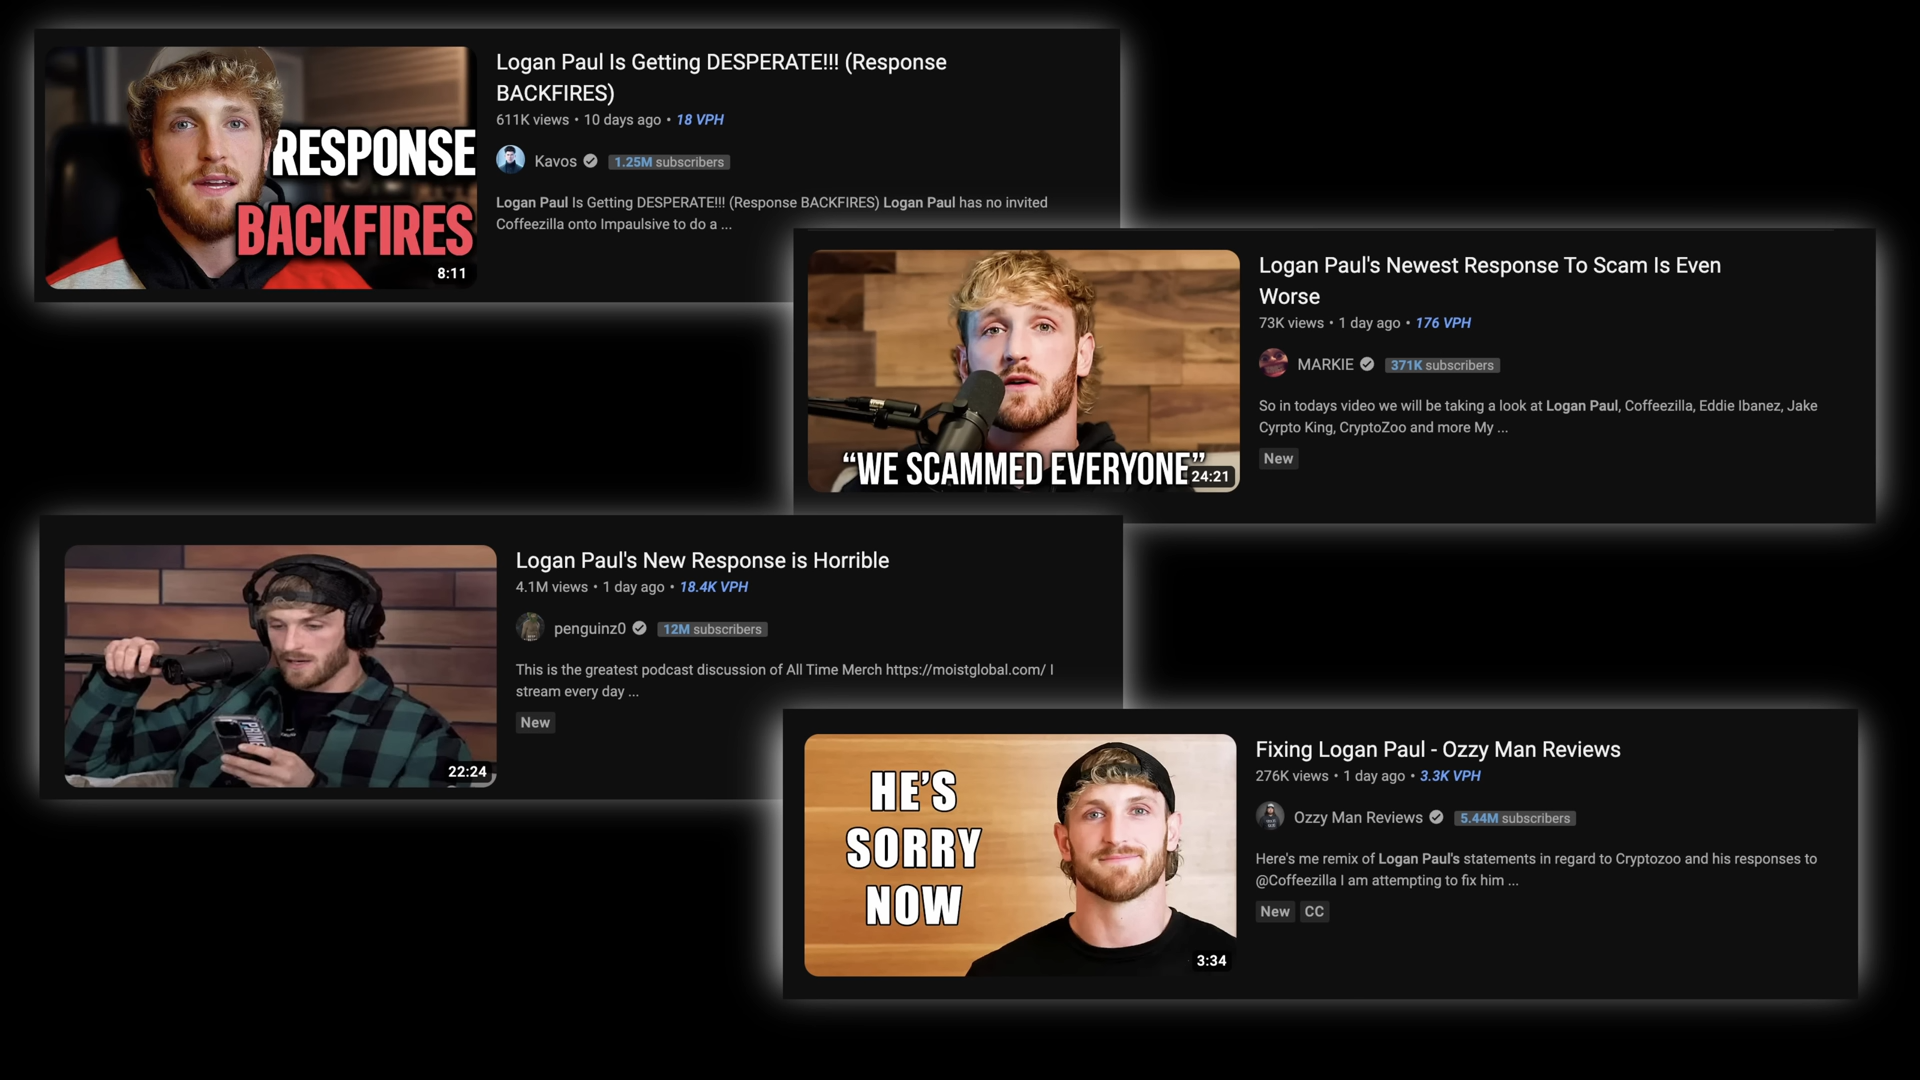 RESPONSE
BACKFIRES
8:11
Logan Paul Is Getting DESPERATE!!! (Response
BACKFIRES)
611K views • 10 days ago • 18 VPH
Kavos
1.25M subscribers
Logan Paul Is Getting DESPERATE!!! (Response BACKFIRES) Logan Paul has no invited
Coffeezilla onto Impaulsive to do a ...
“WE SCAMMED EVERYONE”
24:21
Logan Paul's Newest Response To Scam Is Even
Worse
73K views • 1 day ago • 176 VPH
MARKIE
371K subscribers
So in todays video we will be taking a look at Logan Paul, Coffeezilla, Eddie Ibanez, Jake
Cyrpto King, CryptoZoo and more My ...
New
PRIME
22:24
Logan Paul's New Response is Horrible
4.1M views • 1 day ago • 18.4K VPH
penguinz0
12M subscribers
This is the greatest podcast discussion of All Time Merch https://moistglobal.com/ I
stream every day ...
New
HE'S
SORRY
NOW
3:34
Fixing Logan Paul - Ozzy Man Reviews
276K views • 1 day ago • 3.3K VPH
Ozzy Man Reviews
5.44M subscribers
Here's me remix of Logan Paul's statements in regard to Cryptozoo and his responses to
@Coffeezilla I am attempting to fix him ...
New
CC